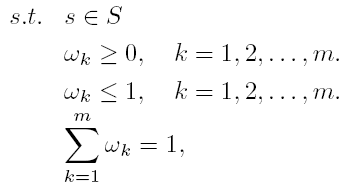 s.t. s ∈ S
ω_k ≥ 0, k = 1, 2, . . . , m.
ω_k ≤ 1, k = 1, 2, . . . , m.
∑_{k=1}^{m} ω_k = 1,